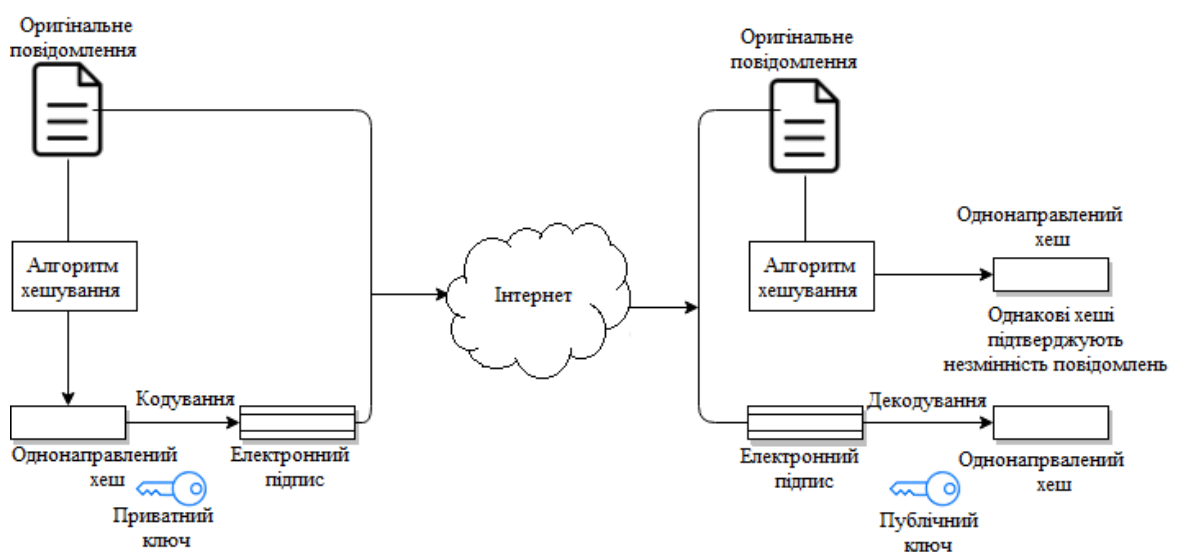 Оригінальне
повідомлення
Алгоритм
хешування
Кодування
Однонаправлений
хеш
Електронний
підпис
Приватний
ключ
Інтернет
Оригінальне
повідомлення
Алгоритм
хешування
Однонаправлений
хеш
Однакові хеші
підтверджують
незмінність повідомлень
Декодування
Електронний
підпис
Однонапрвалений
хеш
Публічний
ключ